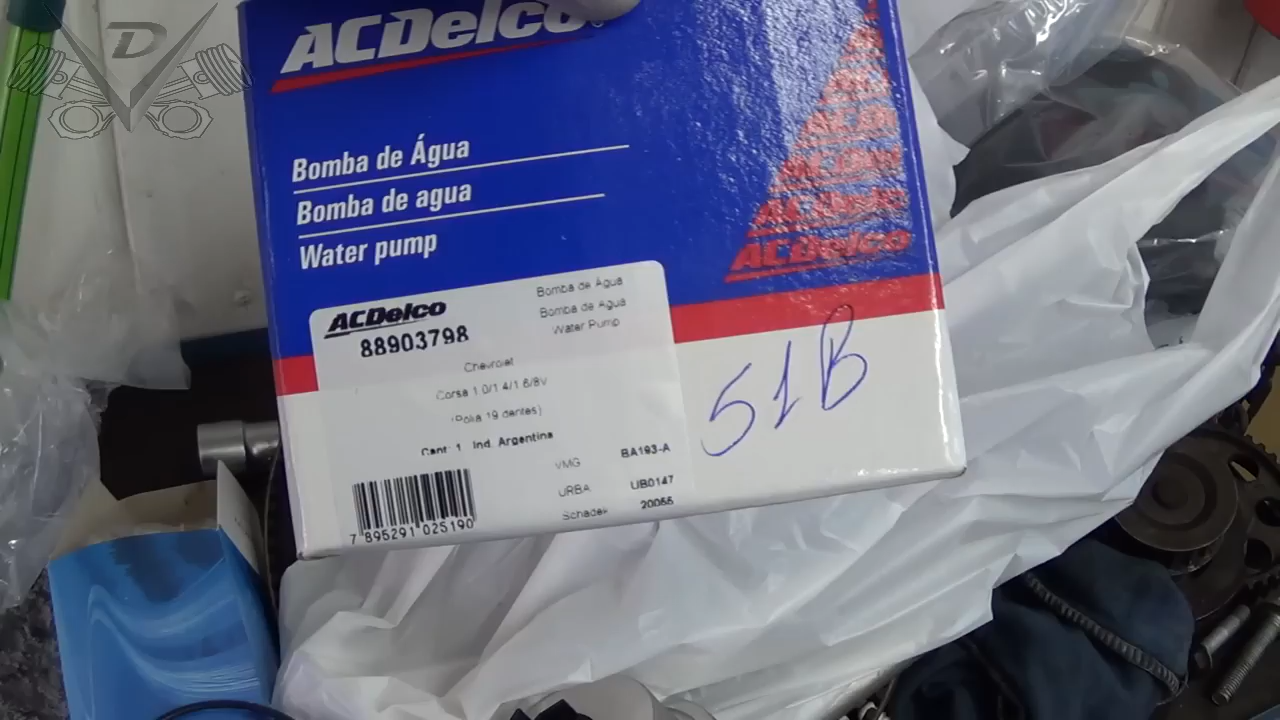 D
ACDelco
Bomba de Água
Bomba de agua
Water pump
ACDelco
ACDelco
88903798
Bomba de Água
Bomba de Agua
Water Pump
Chevrolet
Corsa 1.0/1.4/1.6/8V
(Polia 19 dentes)
Cant: 1 Ind. Argentina
VMG BA193-A
URBA UB0147
Schadek 20055
7 895291 025190
51B